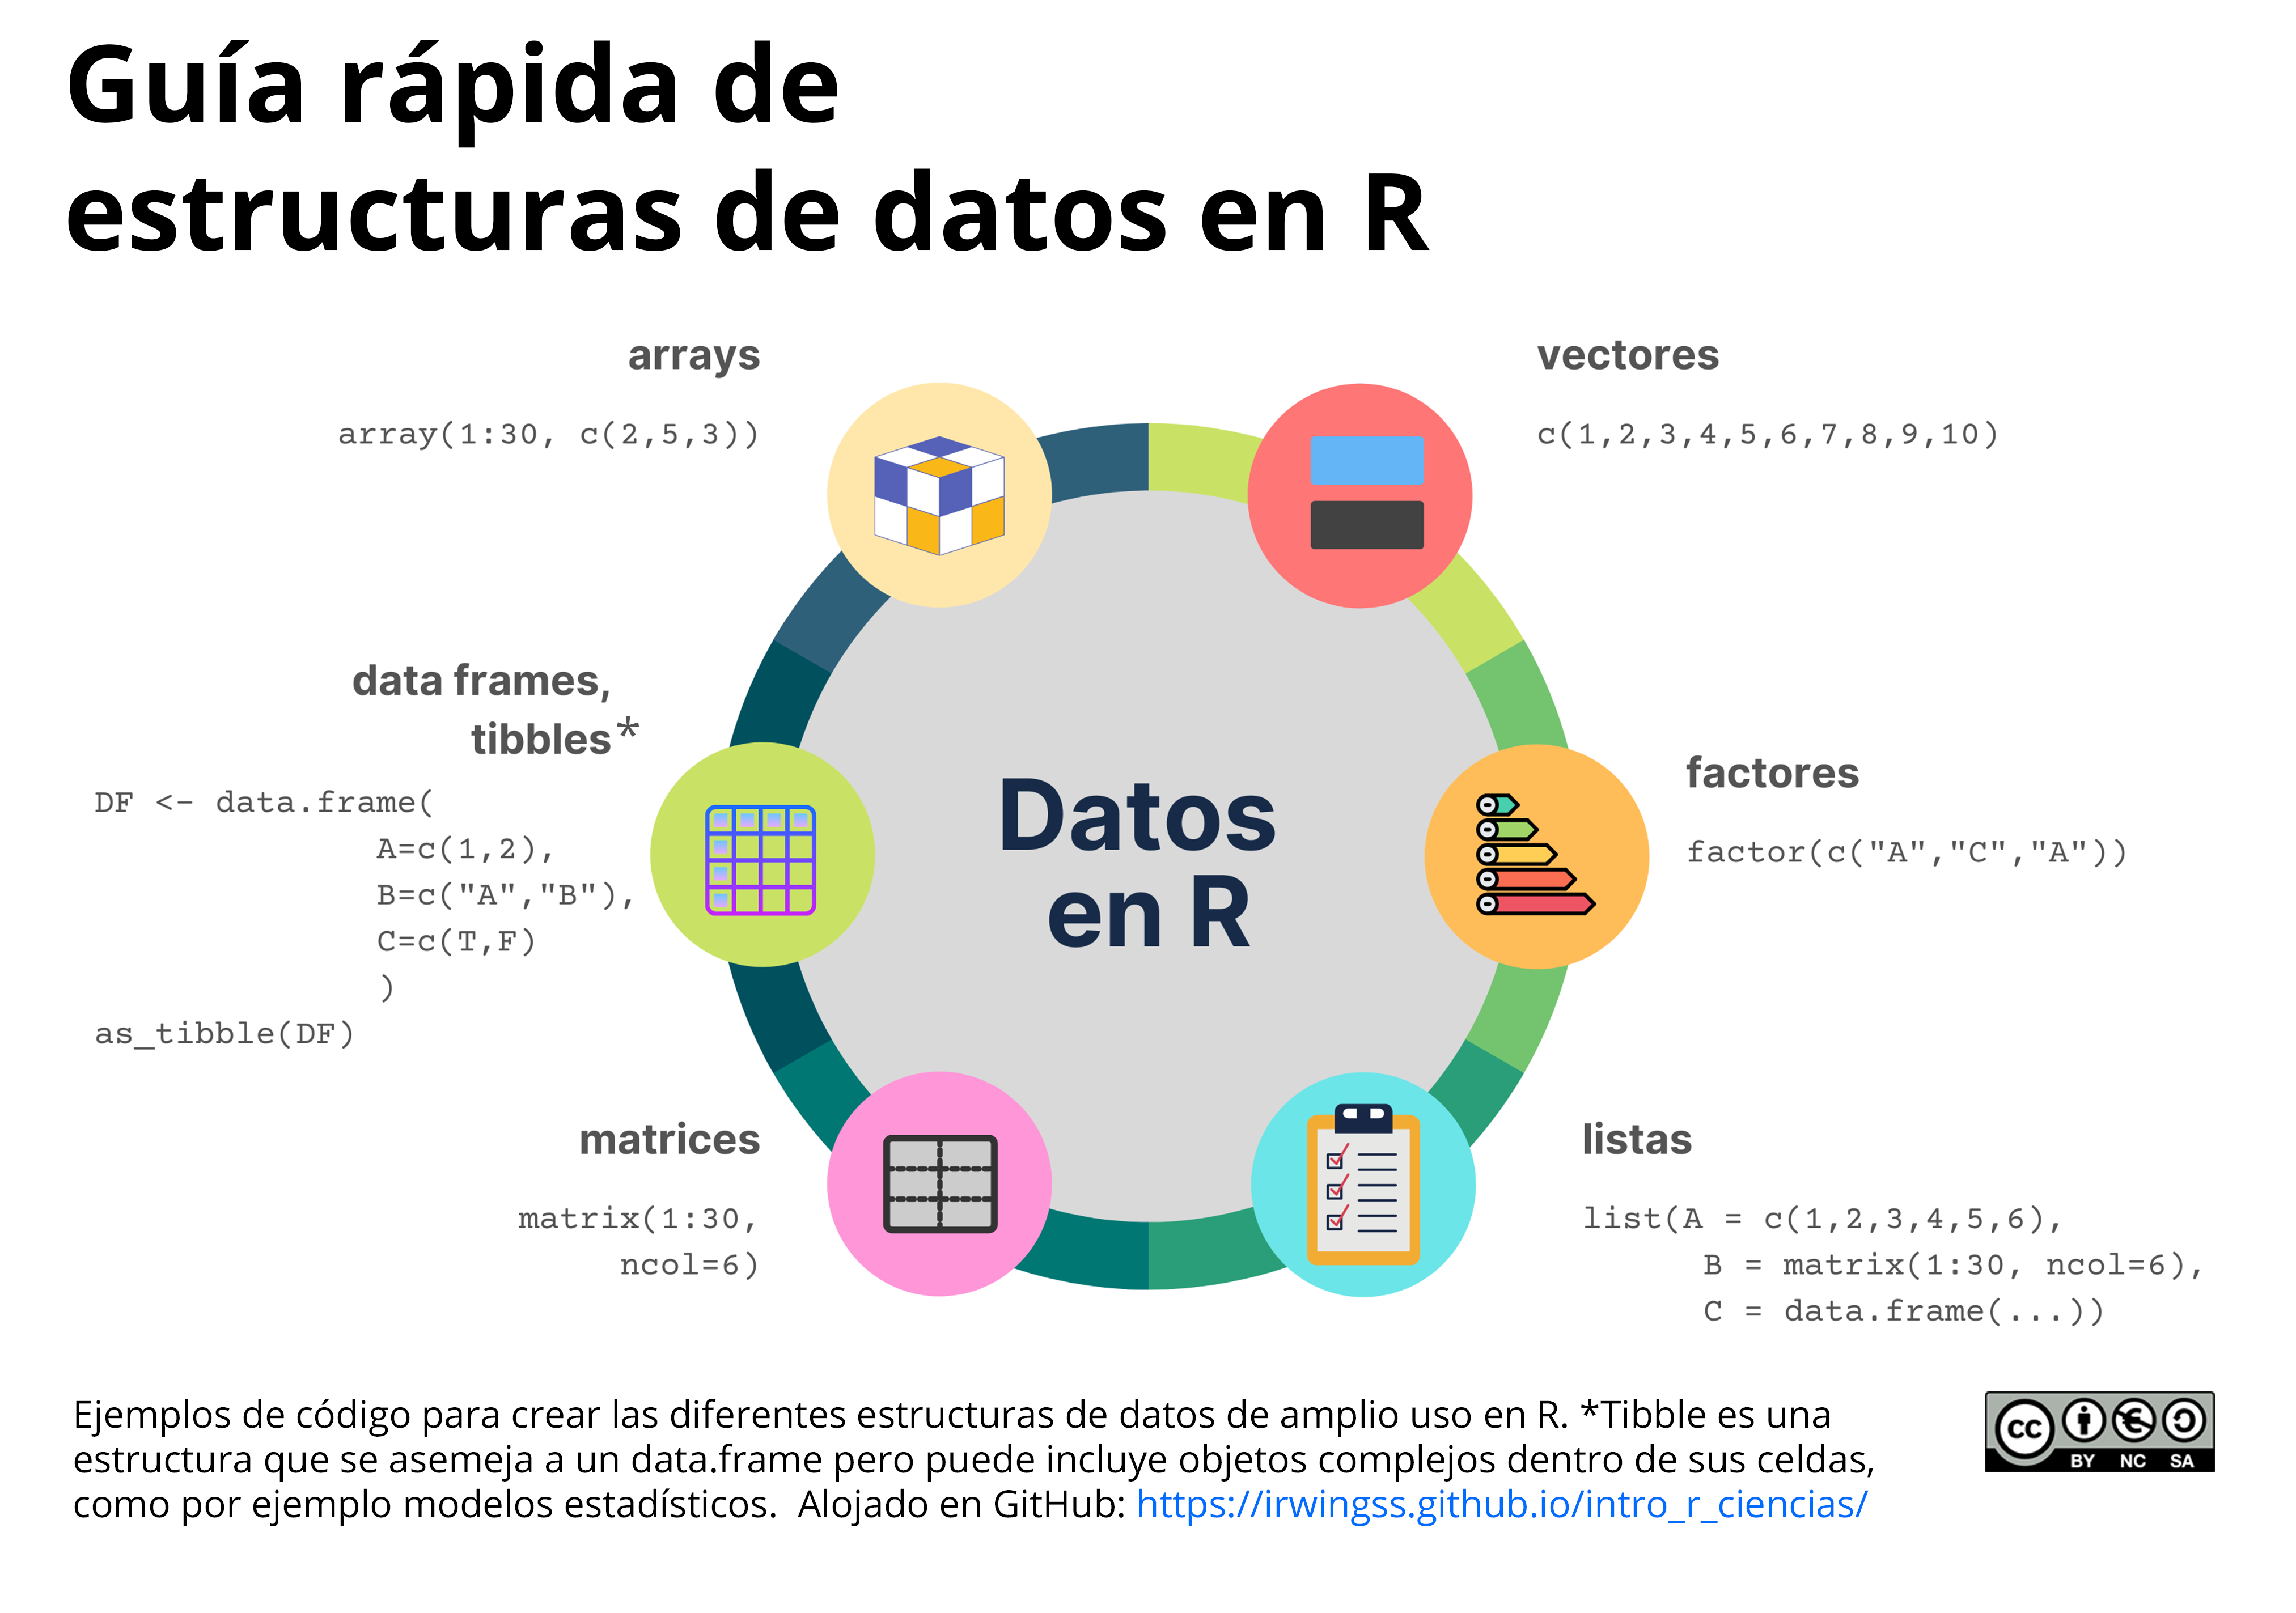 Guía rápida de
estructuras de datos en R
arrays
array(1:30, c(2,5,3))
vectores
c(1,2,3,4,5,6,7,8,9,10)
data frames,
tibbles*
DF <- data.frame(
A=c(1,2),
B=c("A","B"),
C=c(T,F)
)
as_tibble(DF)
Datos
en R
factores
factor(c("A","C","A"))
matrices
matrix(1:30,
ncol=6)
listas
list(A = c(1,2,3,4,5,6),
B = matrix(1:30, ncol=6),
C = data.frame(...))
Ejemplos de código para crear las diferentes estructuras de datos de amplio uso en R. *Tibble es una
estructura que se asemeja a un data.frame pero puede incluye objetos complejos dentro de sus celdas,
como por ejemplo modelos estadísticos.  Alojado en GitHub: https://irwingss.github.io/intro_r_ciencias/
cc
BY NC SA